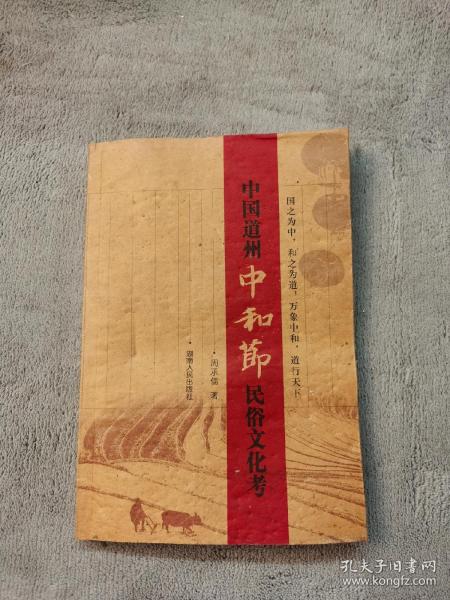 国之为中，和之为道，万象中和，道行天下
中国道州
中和節
民俗文化考
·周承儒 著
·湖南人民出版社
孔夫子旧书网
www.kongfz.com